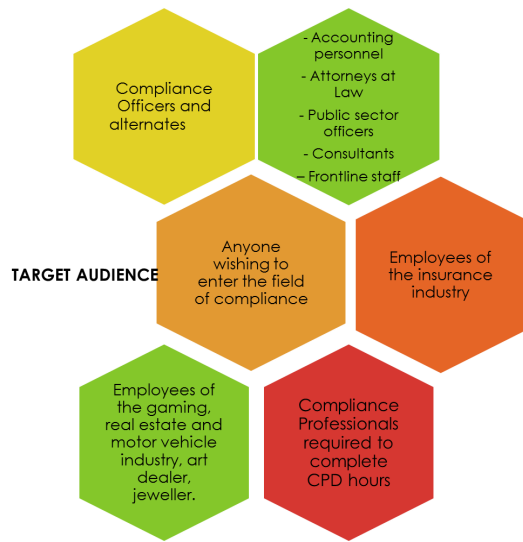 Compliance
Officers and
alternates
- Accounting
personnel
- Attorneys at
Law
- Public sector
officers
- Consultants
– Frontline staff
TARGET AUDIENCE
Anyone
wishing to
enter the field
of compliance
Employees of
the insurance
industry
Employees of
the gaming,
real estate and
motor vehicle
industry, art
dealer,
jeweller.
Compliance
Professionals
required to
complete
CPD hours